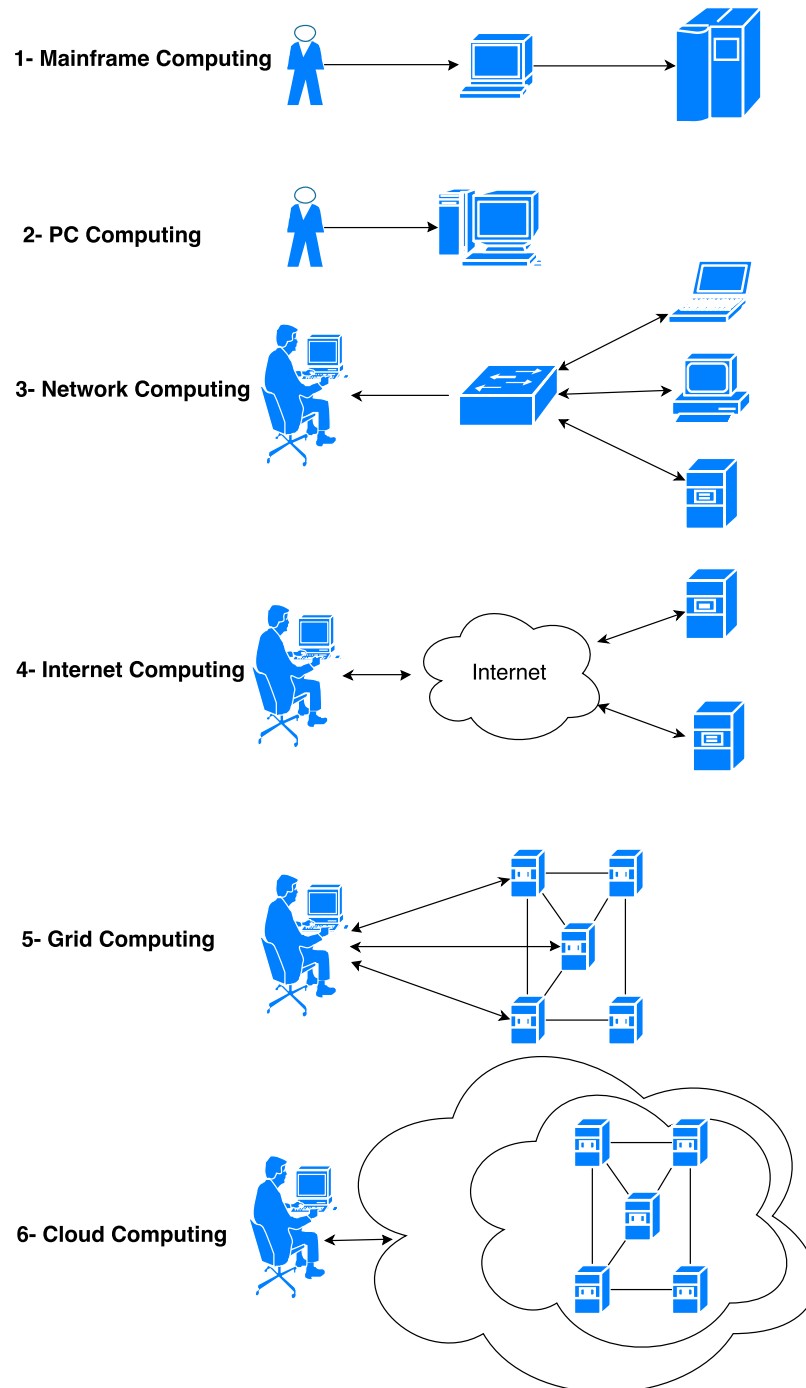 1- Mainframe Computing
2- PC Computing
3- Network Computing
4- Internet Computing
Internet
5- Grid Computing
6- Cloud Computing